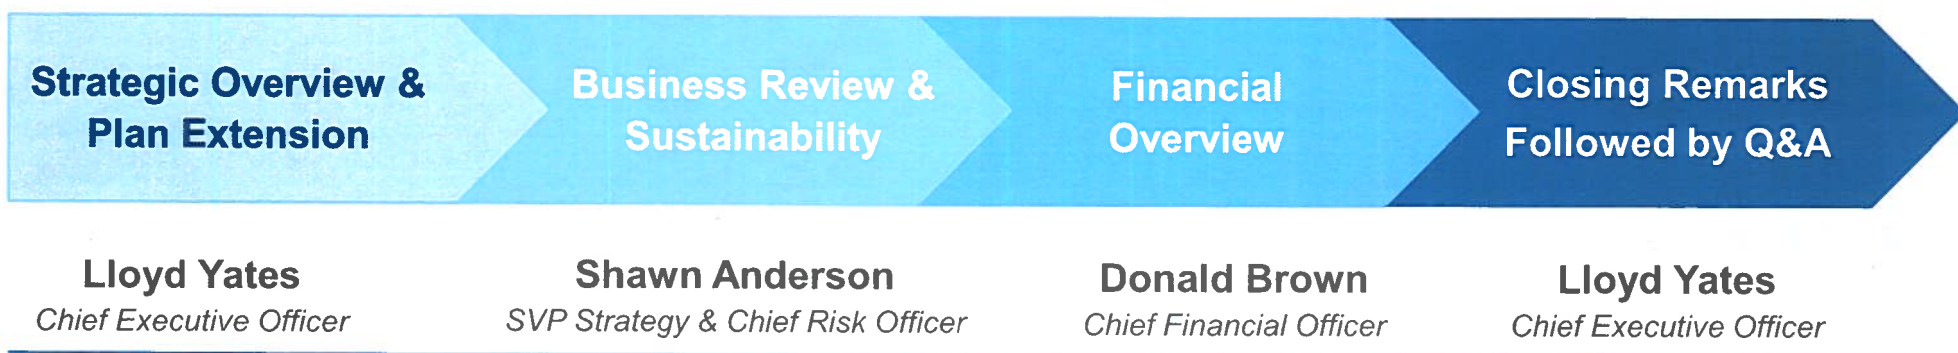 Strategic Overview &
Plan Extension
Business Review &
Sustainability
Financial
Overview
Closing Remarks
Followed by Q&A
Lloyd Yates
Chief Executive Officer
Shawn Anderson
SVP Strategy & Chief Risk Officer
Donald Brown
Chief Financial Officer
Lloyd Yates
Chief Executive Officer